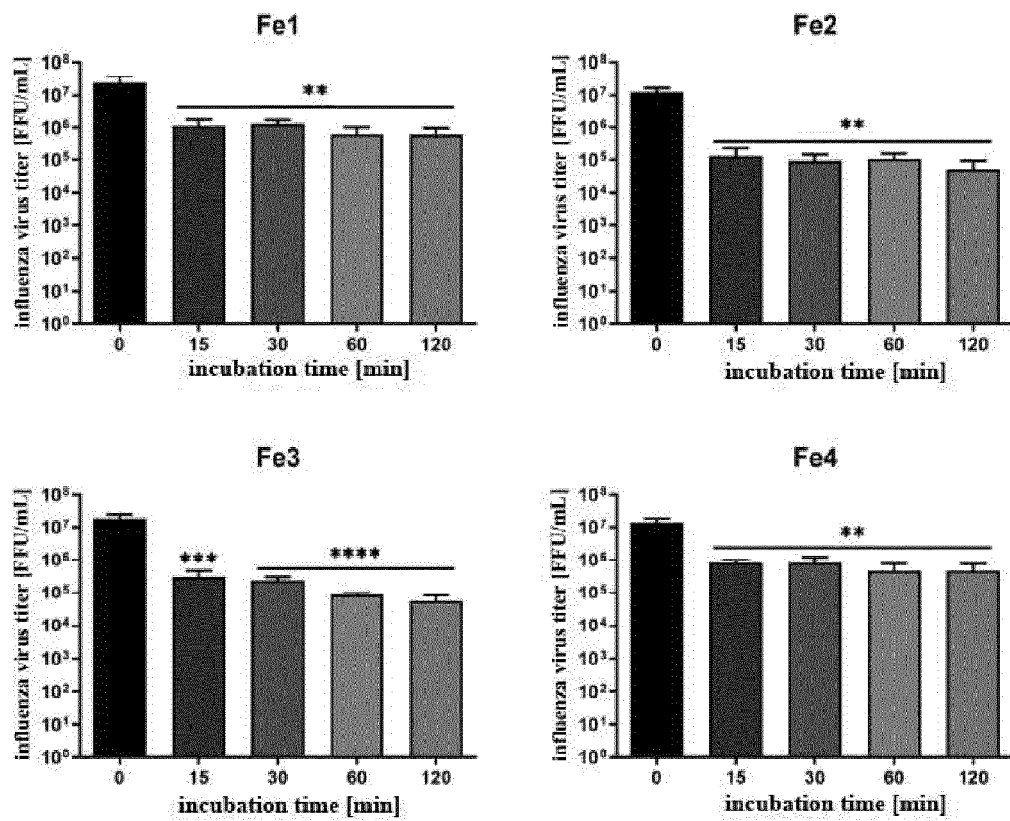 Fe1
influenza virus titer [FFU/mL]
10⁸
10⁷
10⁶
10⁵
10⁴
10³
10²
10¹
10⁰
**
0 15 30 60 120
incubation time [min]
Fe2
influenza virus titer [FFU/mL]
10⁸
10⁷
10⁶
10⁵
10⁴
10³
10²
10¹
10⁰
**
0 15 30 60 120
incubation time [min]
Fe3
influenza virus titer [FFU/mL]
10⁸
10⁷
10⁶
10⁵
10⁴
10³
10²
10¹
10⁰
*** ****
0 15 30 60 120
incubation time [min]
Fe4
influenza virus titer [FFU/mL]
10⁸
10⁷
10⁶
10⁵
10⁴
10³
10²
10¹
10⁰
**
0 15 30 60 120
incubation time [min]